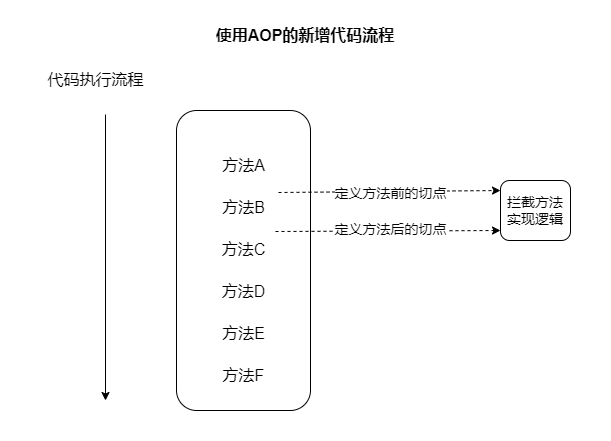 使用AOP的新增代码流程
代码执行流程
方法A
定义方法前的切点
方法B
拦截方法
实现逻辑
定义方法后的切点
方法C
方法D
方法E
方法F